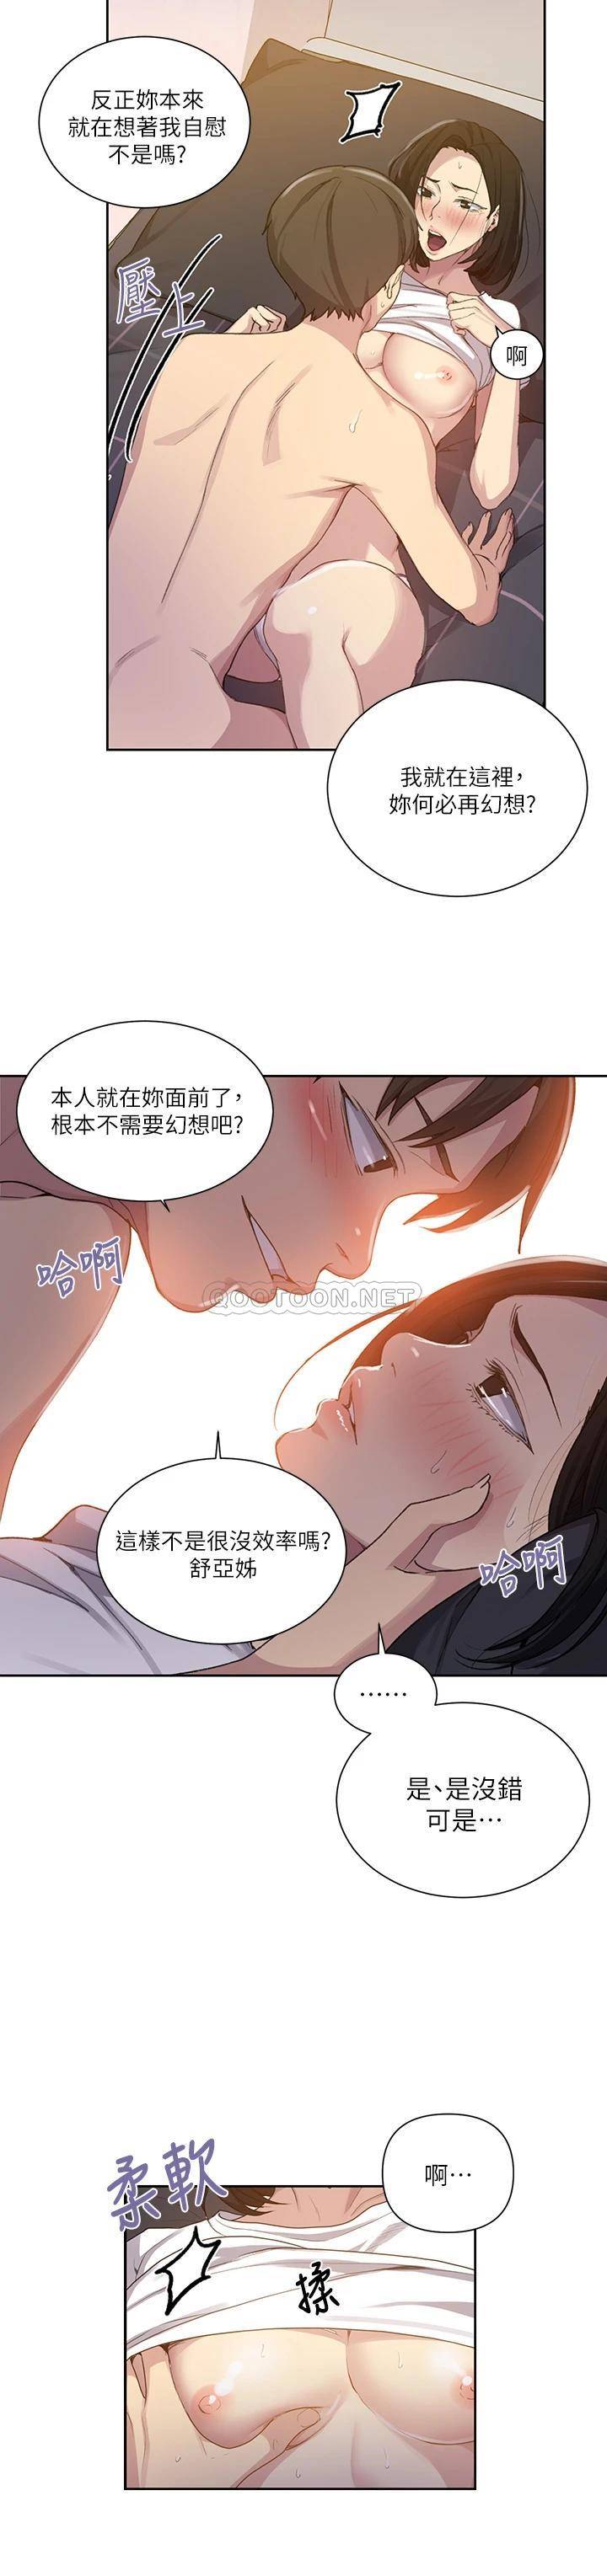 反正妳本來
就在想著我自慰
不是嗎?
壓上
啊
我就在這裡,
妳何必再幻想?
本人就在妳面前了,
根本不需要幻想吧?
哈啊
QOOTOON.NET
這樣不是很沒效率嗎?
舒亞姊
哈啊
……
是、是沒錯
可是…
柔軟
啊…
揉